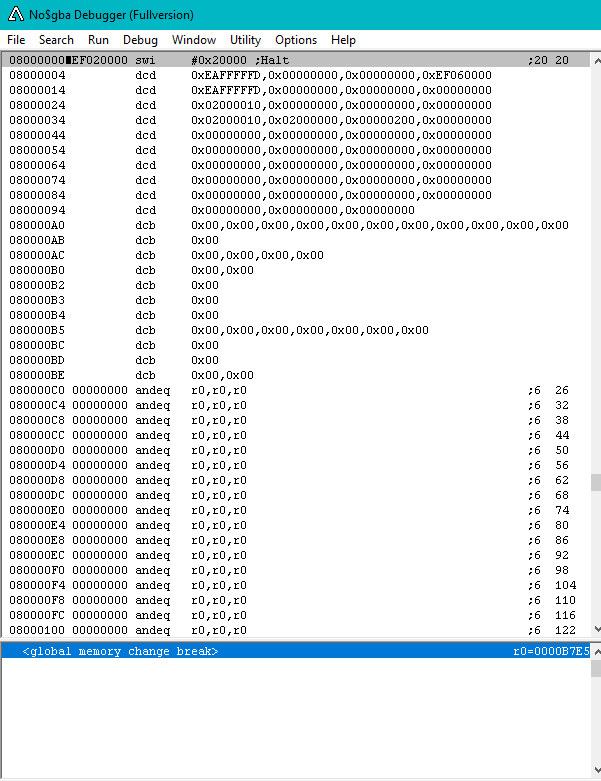 No$gba Debugger (Fullversion)
File Search Run Debug Window Utility Options Help
08000000■EF020000 swi #0x20000 ;Halt ;20 20
08000004 dcd 0xEAFFFFFD,0x00000000,0x00000000,0xEF060000
08000014 dcd 0xEAFFFFFD,0x00000000,0x00000000,0x00000000
08000024 dcd 0x02000010,0x00000000,0x00000000,0x00000000
08000034 dcd 0x02000010,0x02000000,0x00000200,0x00000000
08000044 dcd 0x00000000,0x00000000,0x00000000,0x00000000
08000054 dcd 0x00000000,0x00000000,0x00000000,0x00000000
08000064 dcd 0x00000000,0x00000000,0x00000000,0x00000000
08000074 dcd 0x00000000,0x00000000,0x00000000,0x00000000
08000084 dcd 0x00000000,0x00000000,0x00000000,0x00000000
08000094 dcd 0x00000000,0x00000000,0x00000000
080000A0 dcb 0x00,0x00,0x00,0x00,0x00,0x00,0x00,0x00,0x00,0x00,0x00
080000AB dcb 0x00
080000AC dcb 0x00,0x00,0x00,0x00
080000B0 dcb 0x00,0x00
080000B2 dcb 0x00
080000B3 dcb 0x00
080000B4 dcb 0x00
080000B5 dcb 0x00,0x00,0x00,0x00,0x00,0x00,0x00
080000BC dcb 0x00
080000BD dcb 0x00
080000BE dcb 0x00,0x00
080000C0 00000000 andeq r0,r0,r0 ;6 26
080000C4 00000000 andeq r0,r0,r0 ;6 32
080000C8 00000000 andeq r0,r0,r0 ;6 38
080000CC 00000000 andeq r0,r0,r0 ;6 44
080000D0 00000000 andeq r0,r0,r0 ;6 50
080000D4 00000000 andeq r0,r0,r0 ;6 56
080000D8 00000000 andeq r0,r0,r0 ;6 62
080000DC 00000000 andeq r0,r0,r0 ;6 68
080000E0 00000000 andeq r0,r0,r0 ;6 74
080000E4 00000000 andeq r0,r0,r0 ;6 80
080000E8 00000000 andeq r0,r0,r0 ;6 86
080000EC 00000000 andeq r0,r0,r0 ;6 92
080000F0 00000000 andeq r0,r0,r0 ;6 98
080000F4 00000000 andeq r0,r0,r0 ;6 104
080000F8 00000000 andeq r0,r0,r0 ;6 110
080000FC 00000000 andeq r0,r0,r0 ;6 116
08000100 00000000 andeq r0,r0,r0 ;6 122
<global memory change break> r0=0000B7E5